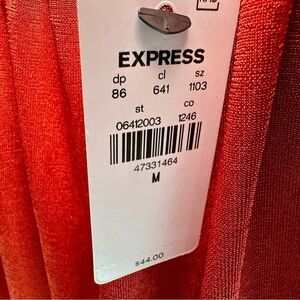 EXPRESS
dp cl sz
86 641 1103
st co
06412003 1246
47331464
M
$44.00